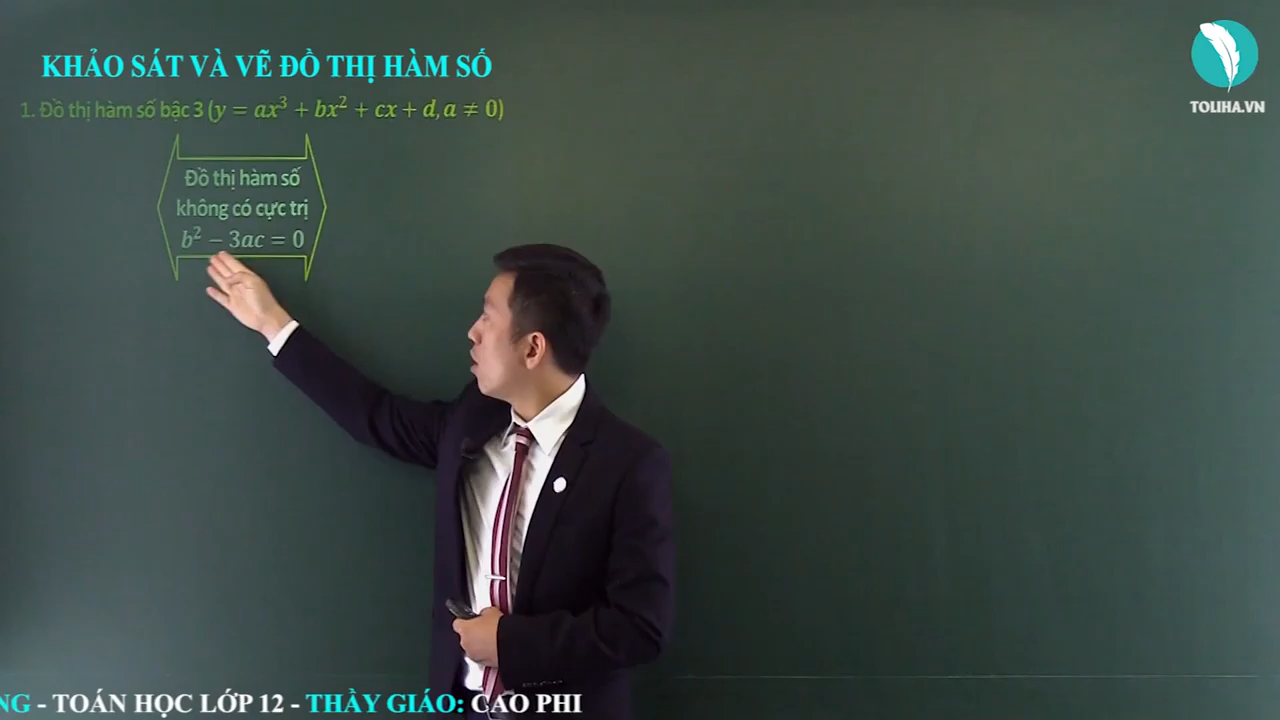 KHẢO SÁT VÀ VẼ ĐỒ THỊ HÀM SỐ
1. Đồ thị hàm số bậc 3 (y = ax³ + bx² + cx + d, a ≠ 0)
Đồ thị hàm số
không có cực trị
b² − 3ac = 0
TOLIHA.VN
NG - TOÁN HỌC LỚP 12 - THẦY GIÁO: CAO PHI